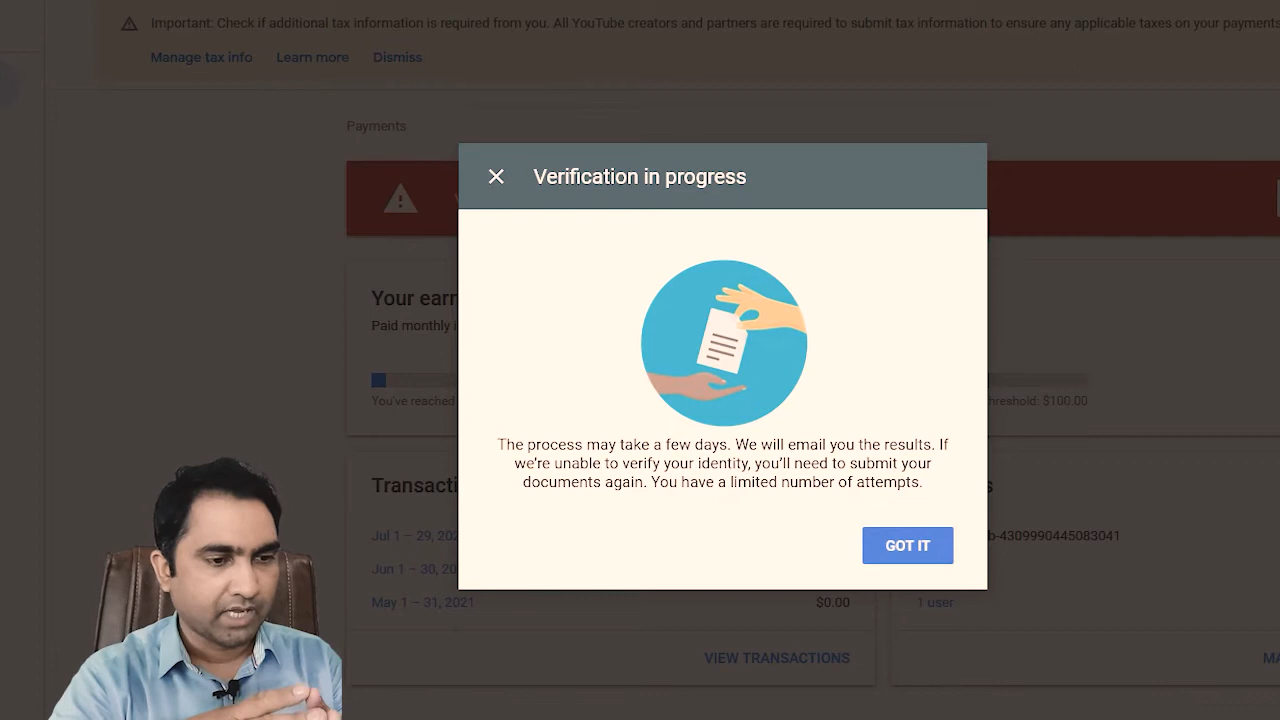 Important: Check if additional tax information is required from you. All YouTube creators and partners are required to submit tax information to ensure any applicable taxes on your payments
Manage tax info Learn more Dismiss
Payments
Verification in progress
Your earn
Paid monthly i
You've reached
hreshold: $100.00
The process may take a few days. We will email you the results. If
we're unable to verify your identity, you'll need to submit your
documents again. You have a limited number of attempts.
GOT IT
Transacti
s
Jul 1 – 29, 202
b-4309990445083041
Jun 1 – 30, 20
May 1 – 31, 2021 $0.00
1 user
VIEW TRANSACTIONS
MA